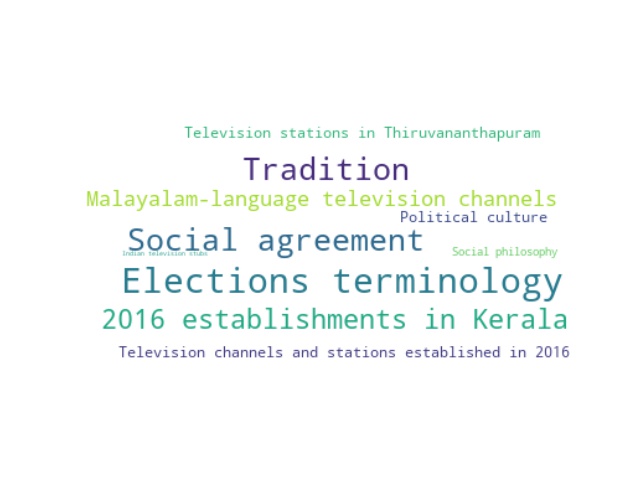 Television stations in Thiruvananthapuram
Tradition
Malayalam-language television channels
Political culture
Social agreement
Indian television stubs
Social philosophy
Elections terminology
2016 establishments in Kerala
Television channels and stations established in 2016